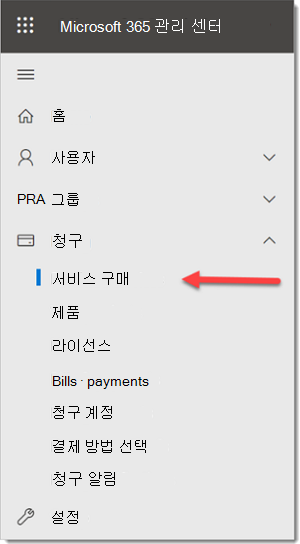 Microsoft 365 관리 센터
홈
사용자
PRA 그룹
청구
서비스 구매
제품
라이선스
Bills · payments
청구 계정
결제 방법 선택
청구 알림
설정